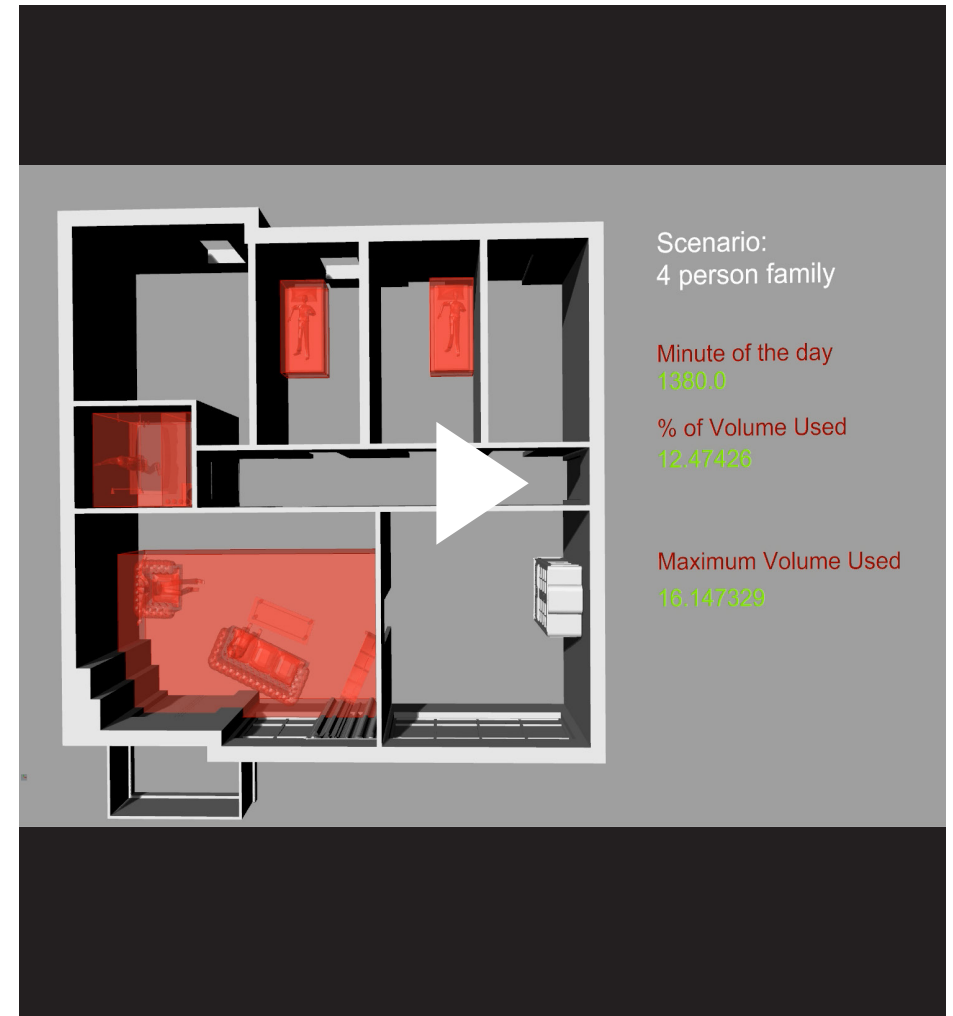 Scenario:
4 person family
Minute of the day
1380.0
% of Volume Used
12.47426
Maximum Volume Used
16.147329